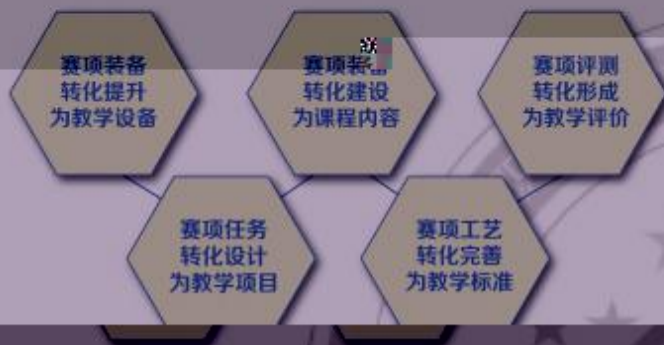 赛项装备
转化提升
为教学设备
赛项装
转化建设
为课程内容
赛项评测
转化形成
为教学评价
赛项任务
转化设计
为教学项目
赛项工艺
转化完善
为教学标准